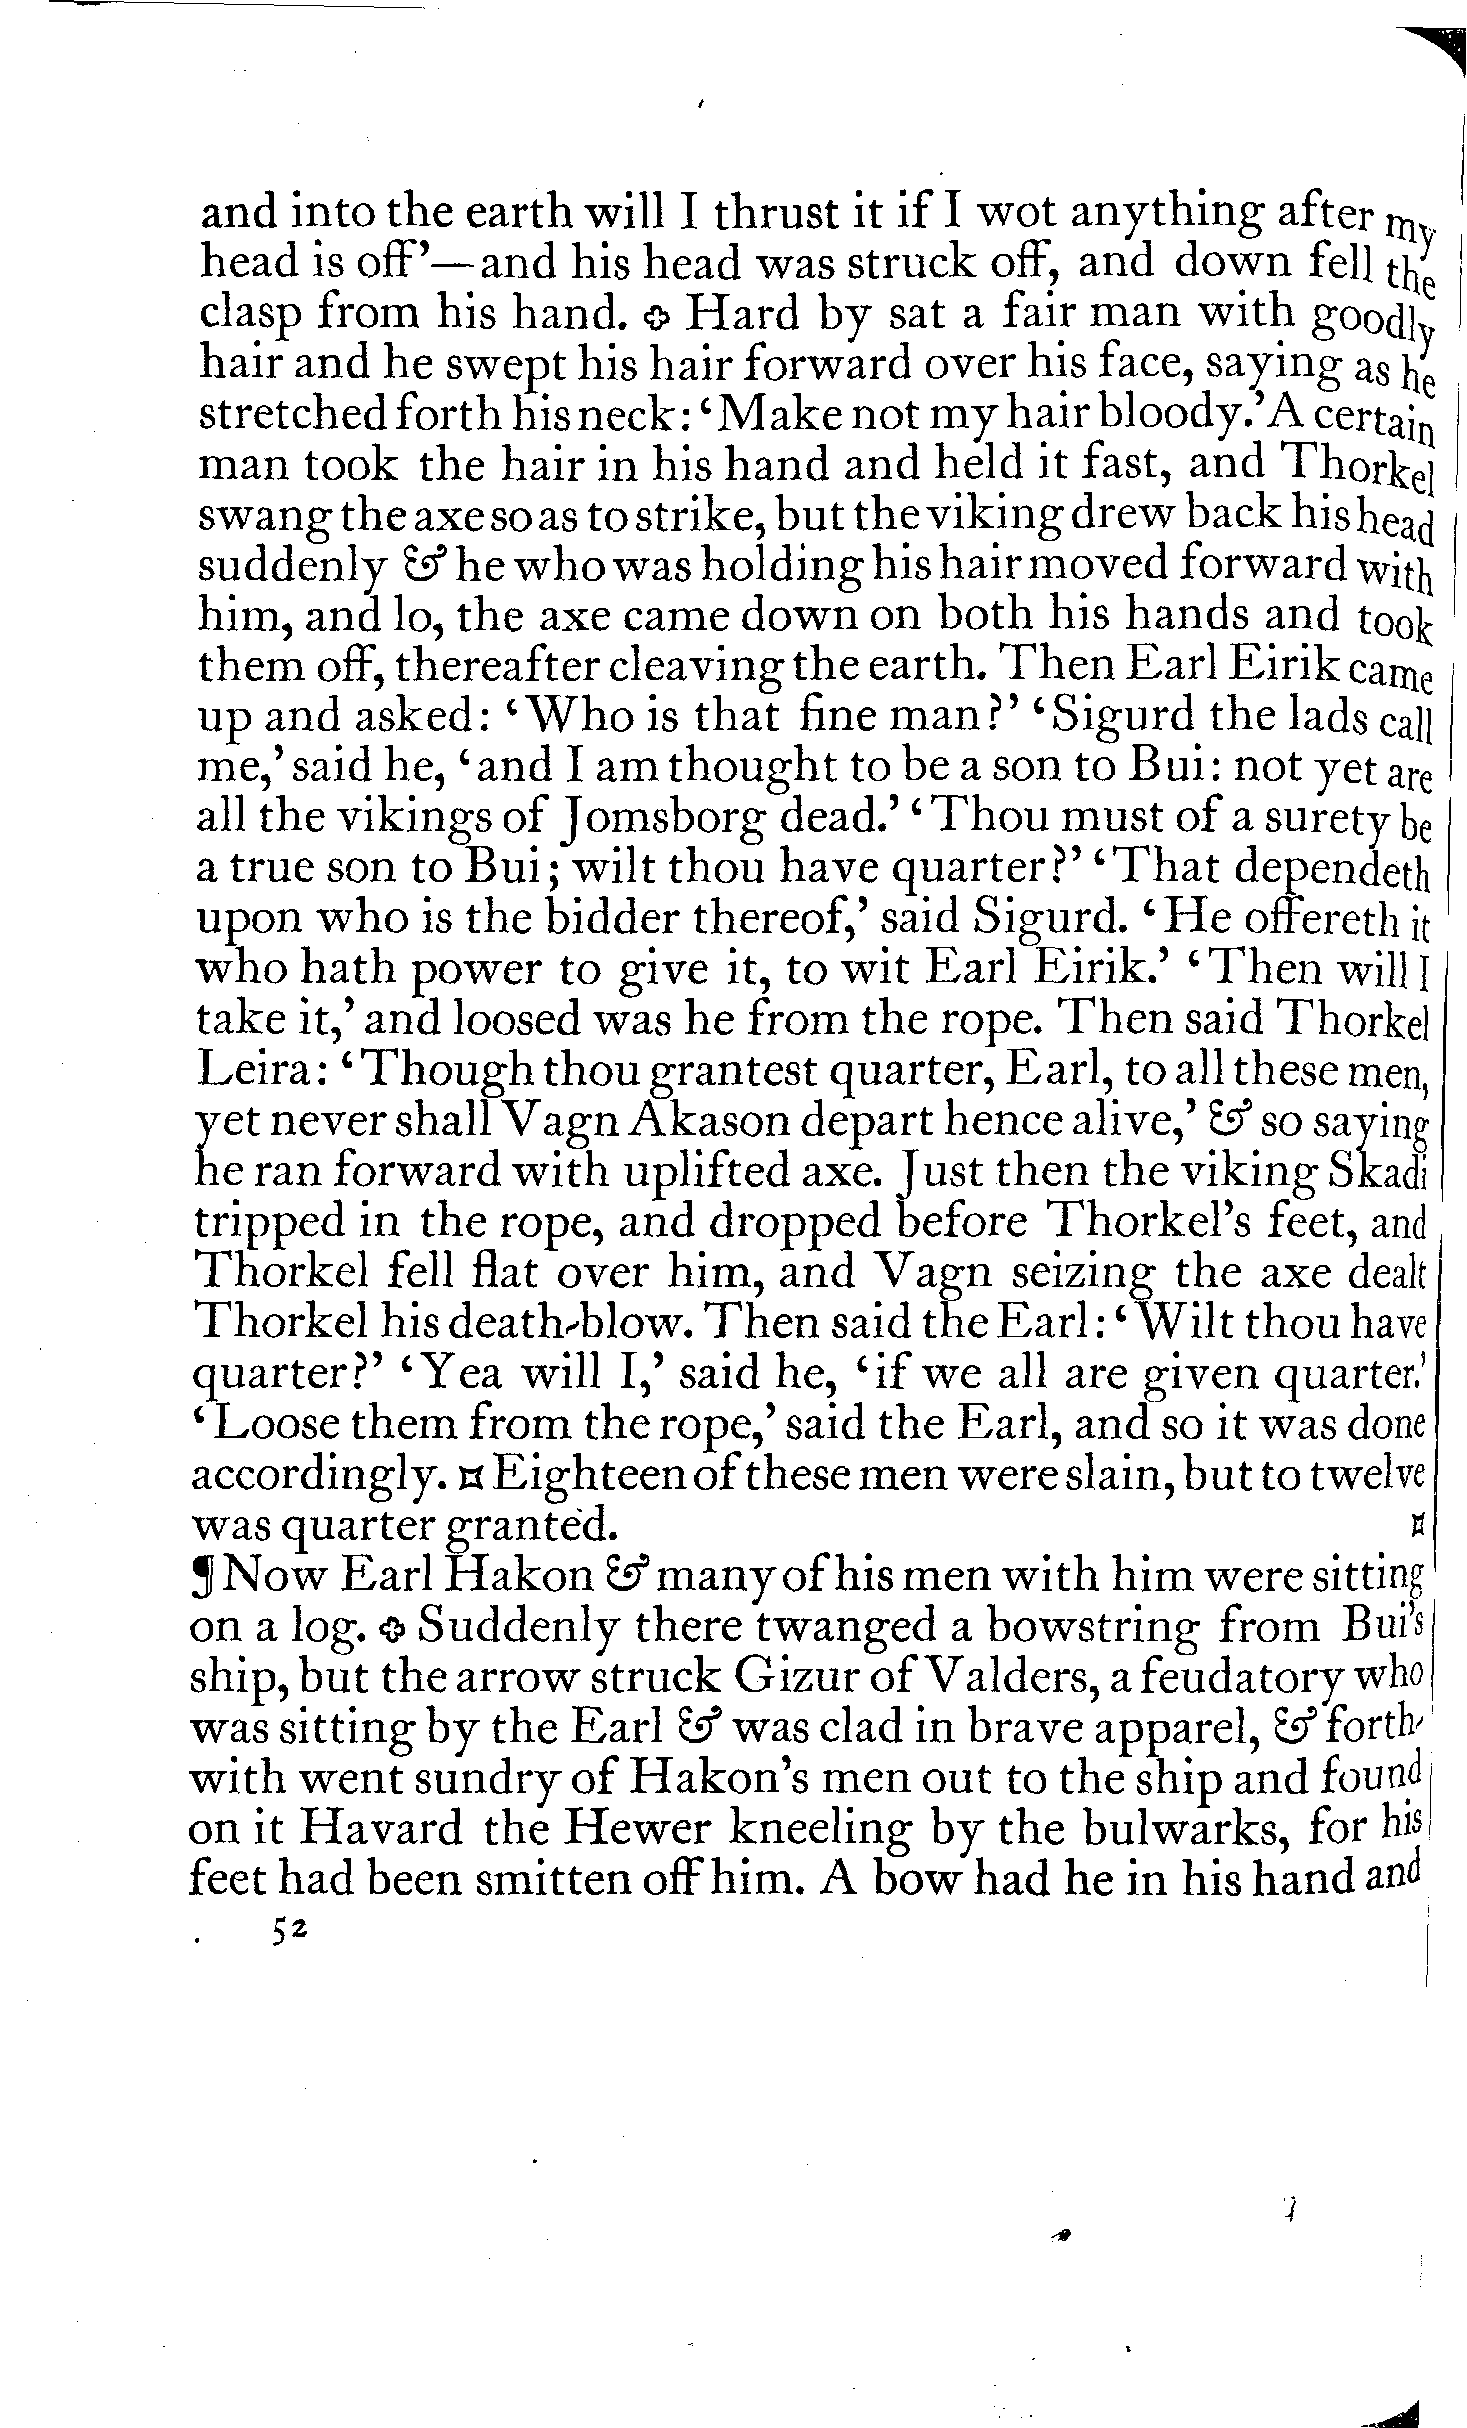 and into the earth will I thrust it if I wot anything after my
head is off’—and his head was struck off, and down fell the
clasp from his hand. ✥ Hard by sat a fair man with goodly
hair and he swept his hair forward over his face, saying as he
stretched forth his neck: ‘Make not my hair bloody.’ A certain
man took the hair in his hand and held it fast, and Thorkel
swang the axe so as to strike, but the viking drew back his head
suddenly & he who was holding his hair moved forward with
him, and lo, the axe came down on both his hands and took
them off, thereafter cleaving the earth. Then Earl Eirik came
up and asked: ‘Who is that fine man?’ ‘Sigurd the lads call
me,’ said he, ‘and I am thought to be a son to Bui: not yet are
all the vikings of Jomsborg dead.’ ‘Thou must of a surety be
a true son to Bui; wilt thou have quarter?’ ‘That dependeth
upon who is the bidder thereof,’ said Sigurd. ‘He offereth it
who hath power to give it, to wit Earl Eirik.’ ‘Then will I
take it,’ and loosed was he from the rope. Then said Thorkel
Leira: ‘Though thou grantest quarter, Earl, to all these men,
yet never shall Vagn Akason depart hence alive,’ & so saying
he ran forward with uplifted axe. Just then the viking Skadi
tripped in the rope, and dropped before Thorkel’s feet, and
Thorkel fell flat over him, and Vagn seizing the axe dealt
Thorkel his death-blow. Then said the Earl: ‘Wilt thou have
quarter?’ ‘Yea will I,’ said he, ‘if we all are given quarter.’
‘Loose them from the rope,’ said the Earl, and so it was done
accordingly. ¤ Eighteen of these men were slain, but to twelve
was quarter granted. ¤
¶ Now Earl Hakon & many of his men with him were sitting
on a log. ✥ Suddenly there twanged a bowstring from Bui’s
ship, but the arrow struck Gizur of Valders, a feudatory who
was sitting by the Earl & was clad in brave apparel, & forth-
with went sundry of Hakon’s men out to the ship and found
on it Havard the Hewer kneeling by the bulwarks, for his
feet had been smitten off him. A bow had he in his hand and
52